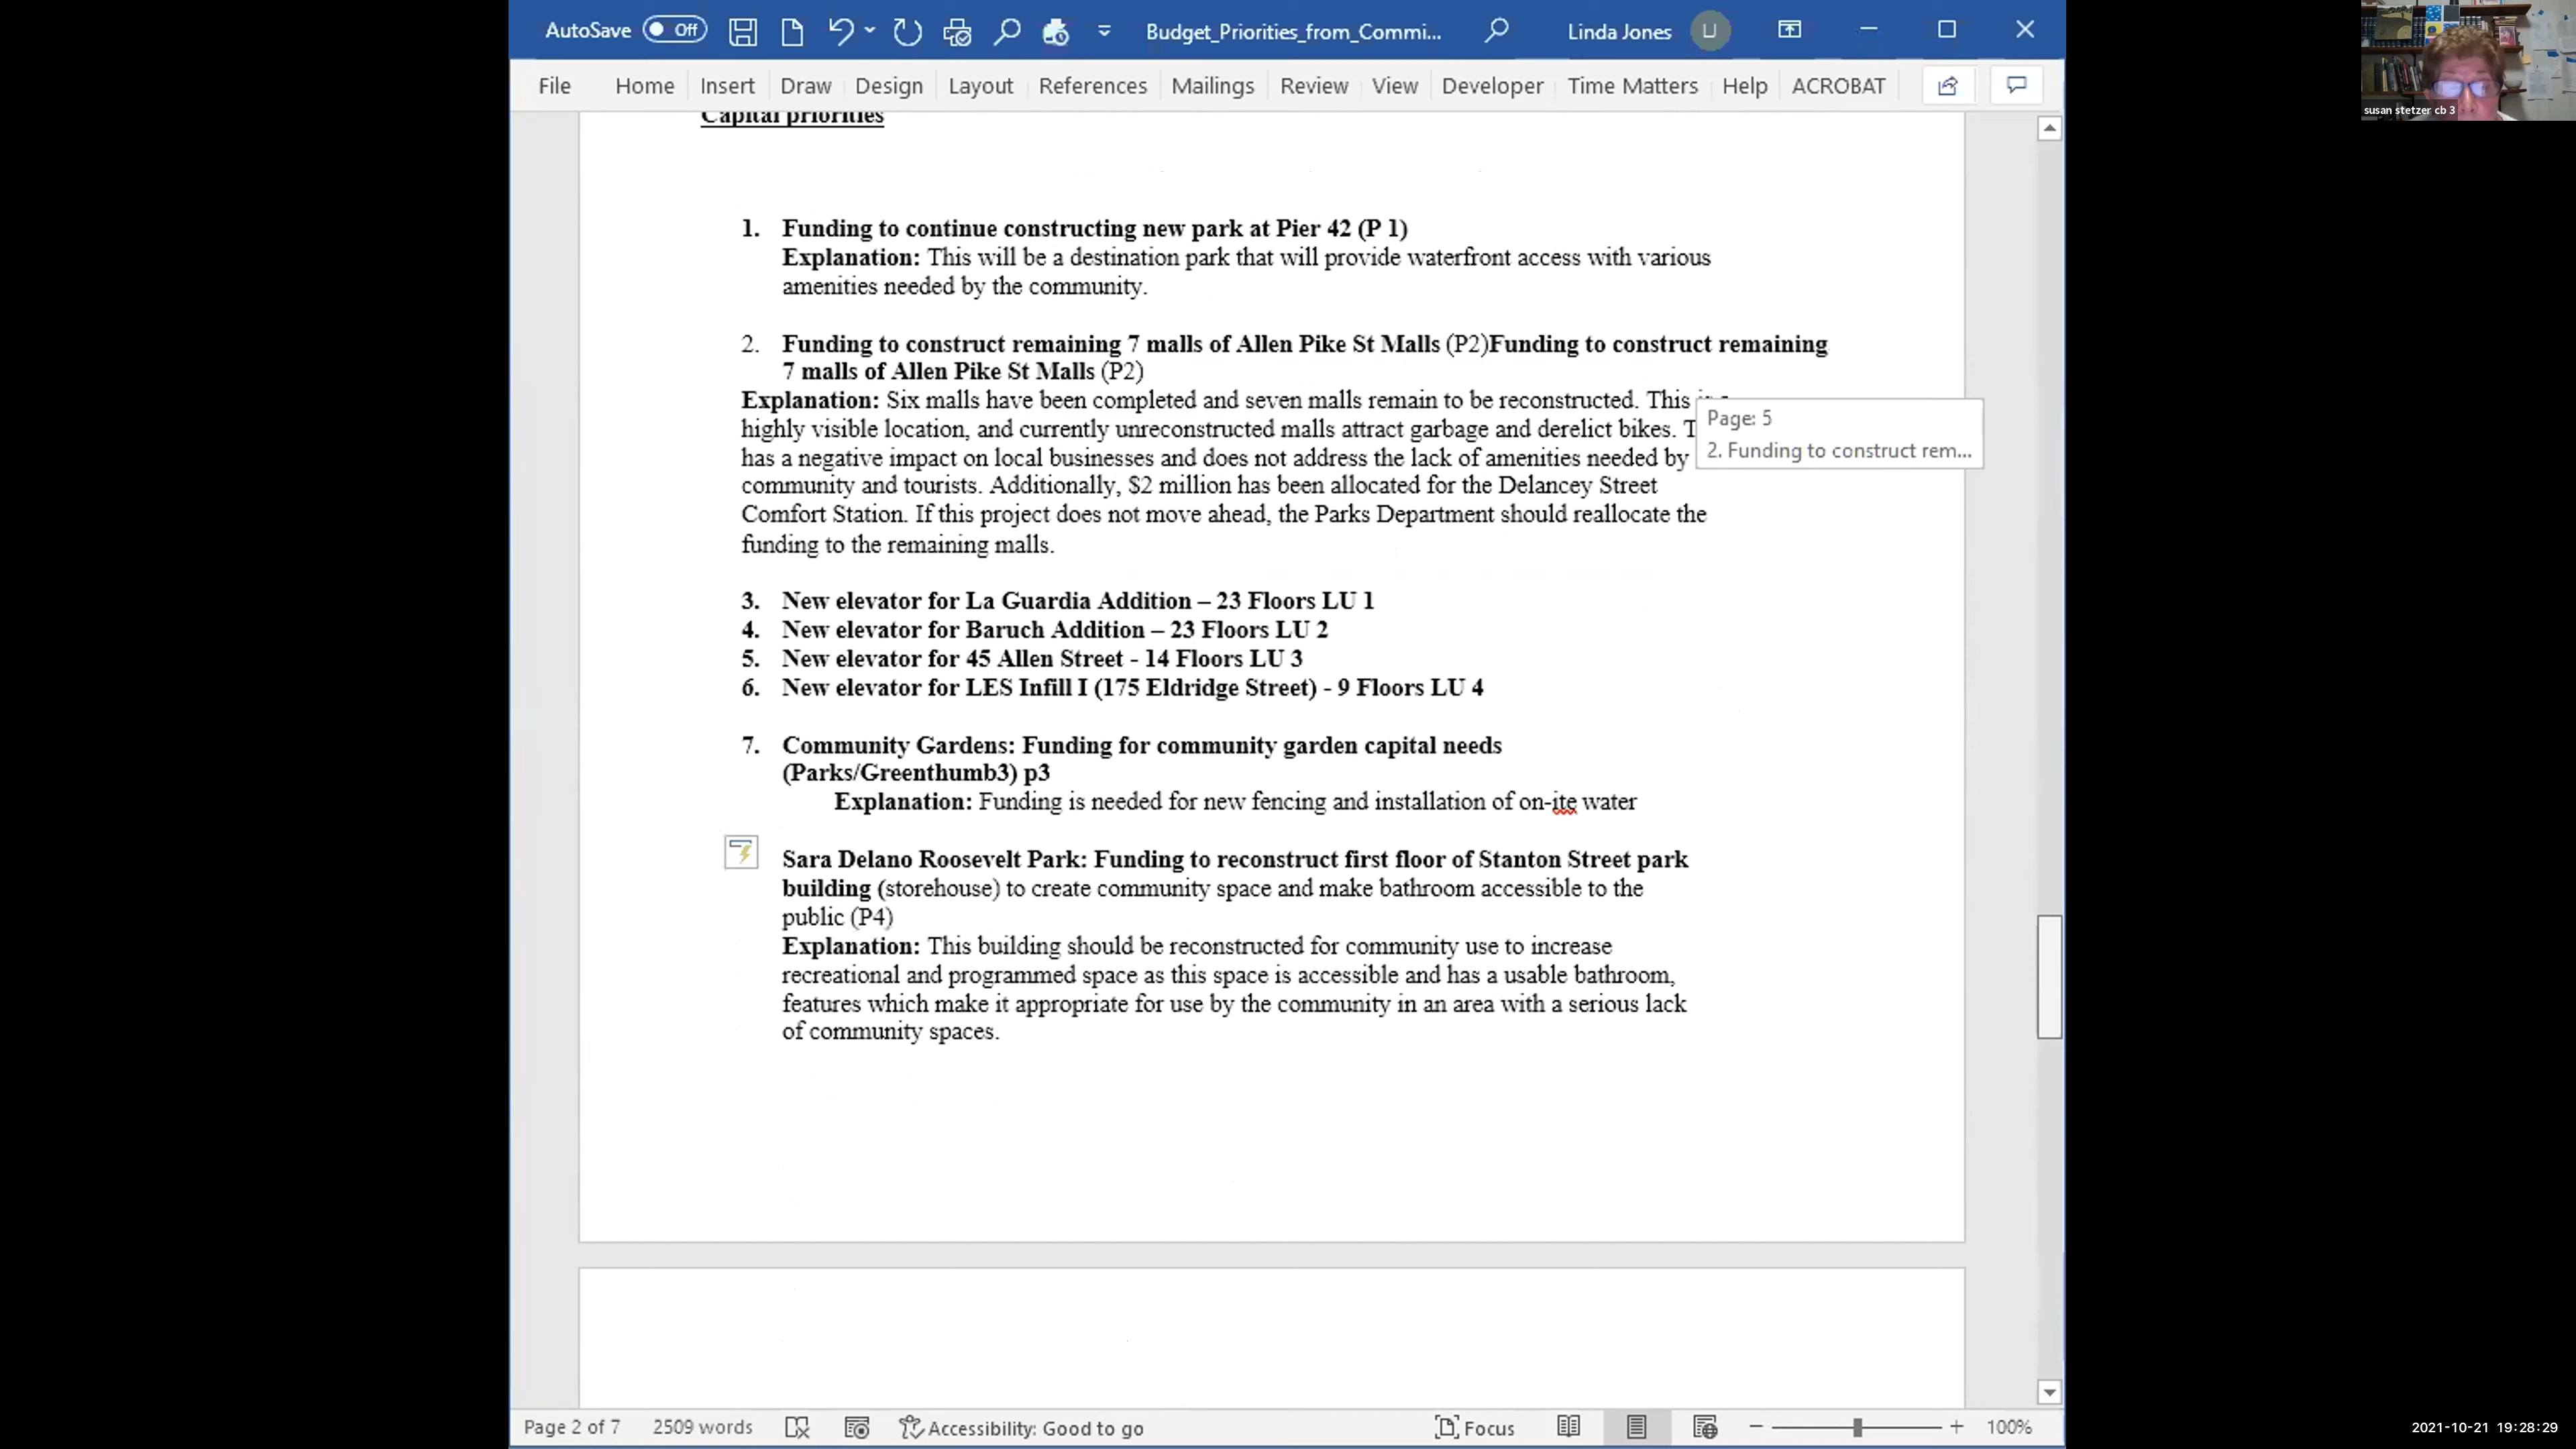 AutoSave Off Budget_Priorities_from_Commi... Linda Jones LJ
File Home Insert Draw Design Layout References Mailings Review View Developer Time Matters Help ACROBAT
susan stetzer cb 3
Capital priorities
1. Funding to continue constructing new park at Pier 42 (P 1)
Explanation: This will be a destination park that will provide waterfront access with various
amenities needed by the community.
2. Funding to construct remaining 7 malls of Allen Pike St Malls (P2)Funding to construct remaining
7 malls of Allen Pike St Malls (P2)
Explanation: Six malls have been completed and seven malls remain to be reconstructed. This
highly visible location, and currently unreconstructed malls attract garbage and derelict bikes. T
has a negative impact on local businesses and does not address the lack of amenities needed by
community and tourists. Additionally, $2 million has been allocated for the Delancey Street
Comfort Station. If this project does not move ahead, the Parks Department should reallocate the
funding to the remaining malls.
Page: 5
2. Funding to construct rem...
3. New elevator for La Guardia Addition – 23 Floors LU 1
4. New elevator for Baruch Addition – 23 Floors LU 2
5. New elevator for 45 Allen Street - 14 Floors LU 3
6. New elevator for LES Infill I (175 Eldridge Street) - 9 Floors LU 4
7. Community Gardens: Funding for community garden capital needs
(Parks/Greenthumb3) p3
Explanation: Funding is needed for new fencing and installation of on-ite water
Sara Delano Roosevelt Park: Funding to reconstruct first floor of Stanton Street park
building (storehouse) to create community space and make bathroom accessible to the
public (P4)
Explanation: This building should be reconstructed for community use to increase
recreational and programmed space as this space is accessible and has a usable bathroom,
features which make it appropriate for use by the community in an area with a serious lack
of community spaces.
Page 2 of 7 2509 words Accessibility: Good to go Focus 100%
2021-10-21 19:28:29